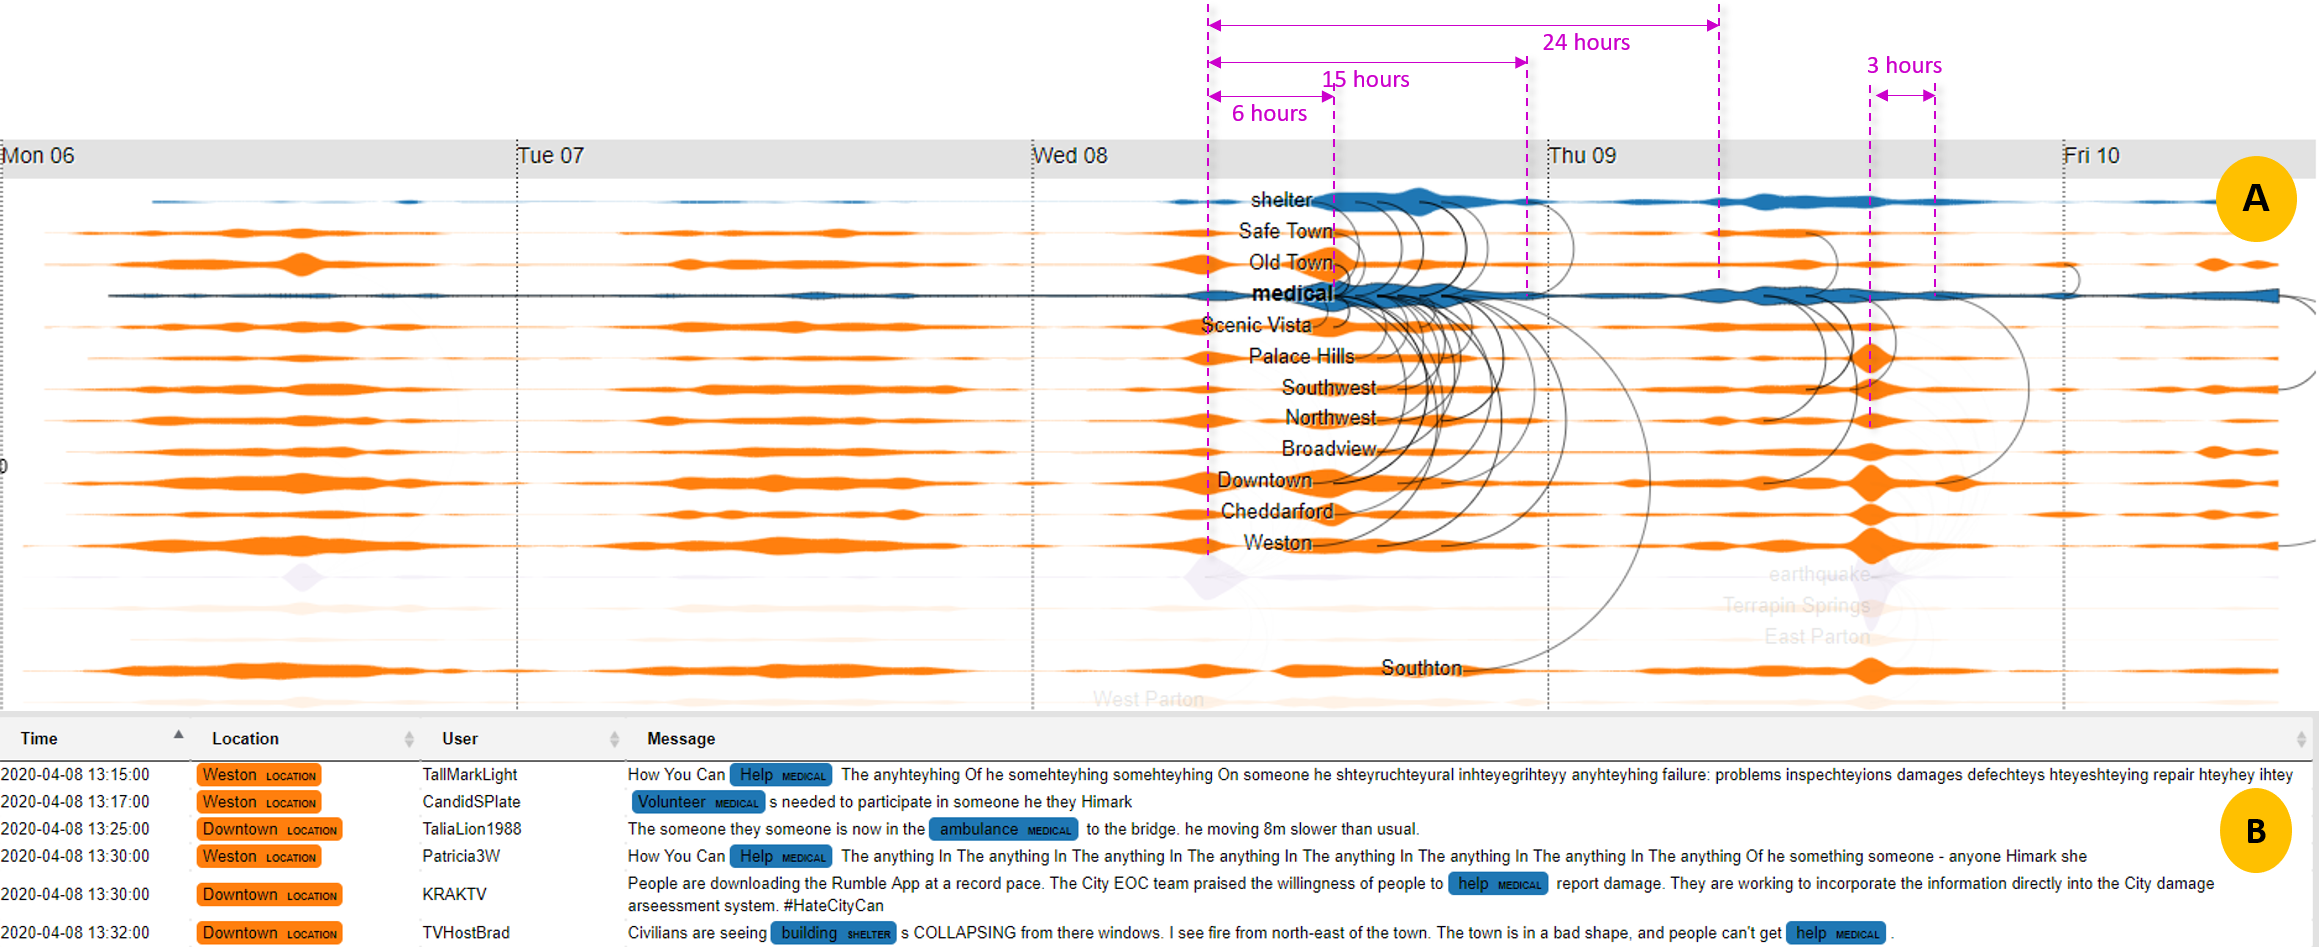 24 hours
15 hours
3 hours
6 hours
Mon 06 Tue 07 Wed 08 Thu 09 Fri 10
A
shelter
Safe Town
Old Town
medical
Scenic Vista
Palace Hills
Southwest
Northwest
Broadview
0
Downtown
Cheddarford
Weston
earthquake
Terrapin Springs
East Parton
Southton
West Parton
Time Location User Message
2020-04-08 13:15:00 Weston LOCATION TallMarkLight How You Can Help MEDICAL The anyhteyhing Of he somehteyhing somehteyhing On someone he shteyruchteyural inhteyegrihteyy anyhteyhing failure: problems inspechteyions damages defechteys hteyeshteying repair hteyhey ihtey
2020-04-08 13:17:00 Weston LOCATION CandidSPlate Volunteer MEDICAL s needed to participate in someone he they Himark
B
2020-04-08 13:25:00 Downtown LOCATION TaliaLion1988 The someone they someone is now in the ambulance MEDICAL to the bridge. he moving 8m slower than usual.
2020-04-08 13:30:00 Weston LOCATION Patricia3W How You Can Help MEDICAL The anything In The anything In The anything In The anything In The anything In The anything In The anything In The anything Of he something someone - anyone Himark she
2020-04-08 13:30:00 Downtown LOCATION KRAKTV People are downloading the Rumble App at a record pace. The City EOC team praised the willingness of people to help MEDICAL report damage. They are working to incorporate the information directly into the City damage
arseessment system. #HateCityCan
2020-04-08 13:32:00 Downtown LOCATION TVHostBrad Civilians are seeing building SHELTER s COLLAPSING from there windows. I see fire from north-east of the town. The town is in a bad shape, and people can't get help MEDICAL .